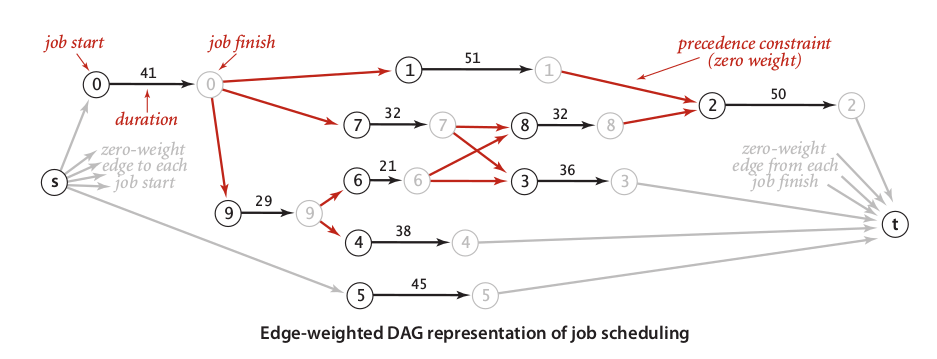 job start
job finish
precedence constraint
(zero weight)
41
51
0
0
1
1
duration
32
32
50
7
7
8
8
2
2
zero-weight
edge to each
job start
zero-weight
edge from each
job finish
s
21
36
6
6
3
3
29
9
9
38
t
4
4
45
5
5
Edge-weighted DAG representation of job scheduling